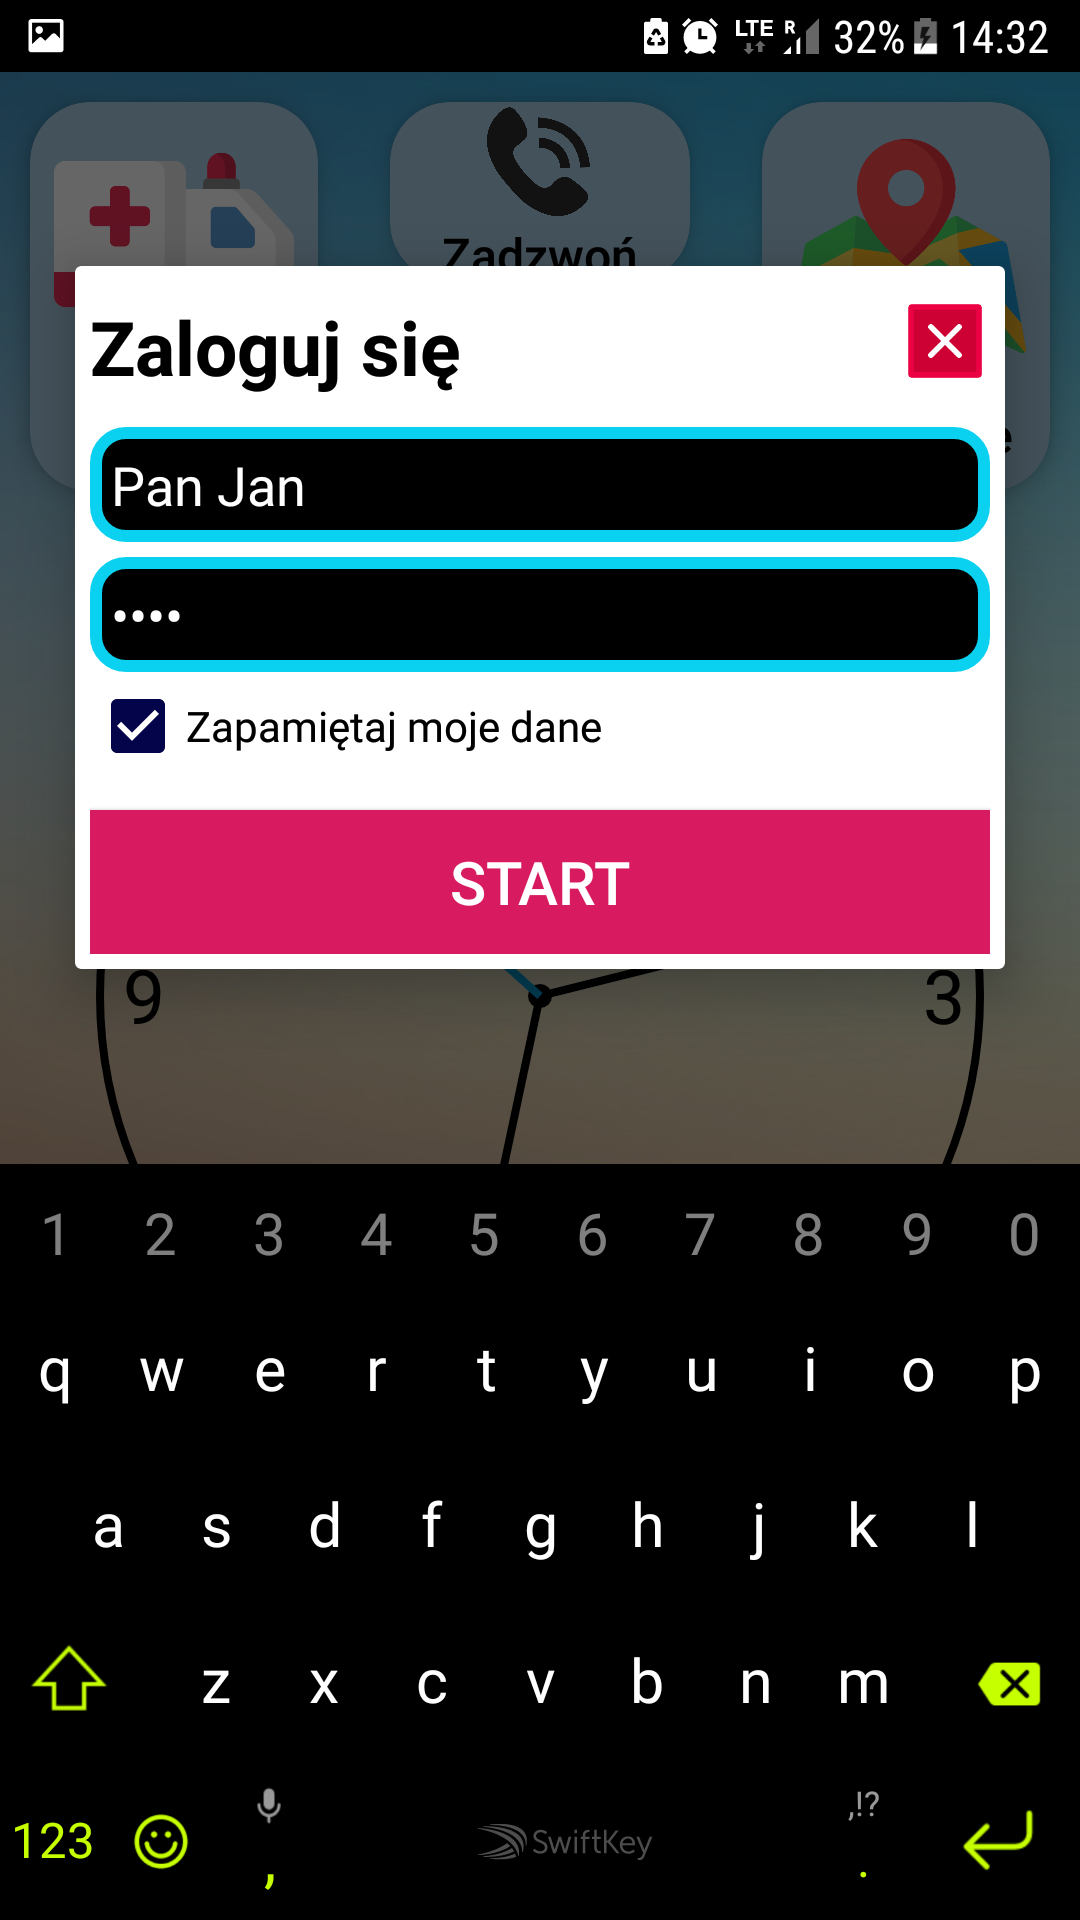 LTE R 32% 14:32
Zadzwoń
Zaloguj się
Pan Jan
••••
Zapamiętaj moje dane
START
9 3
1 2 3 4 5 6 7 8 9 0
q w e r t y u i o p
a s d f g h j k l
z x c v b n m
,!?
123 , SwiftKey .